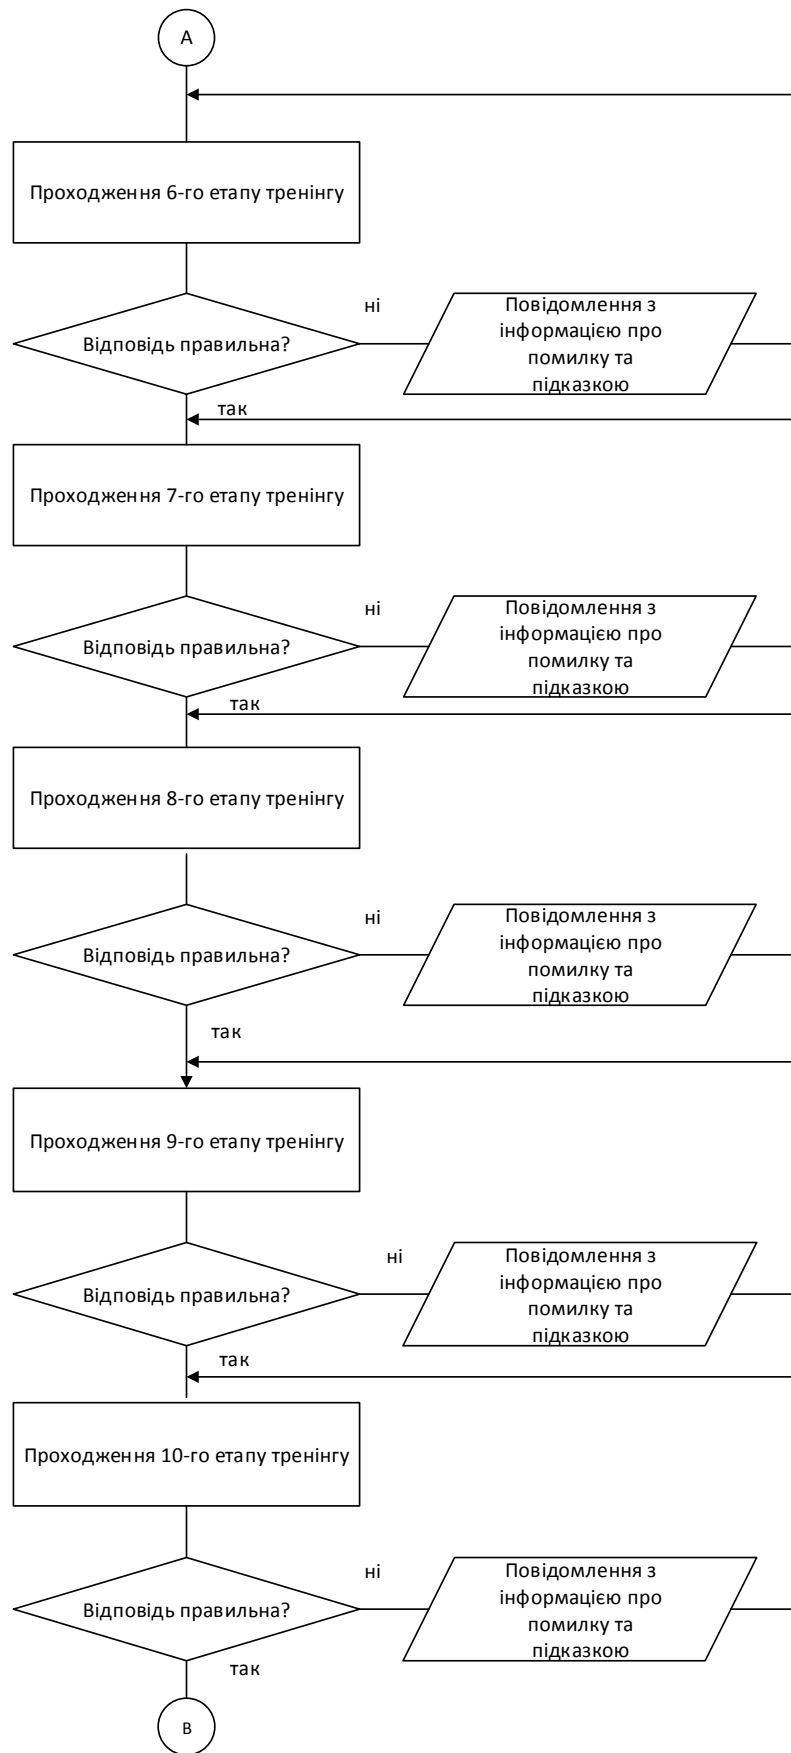 А
Проходження 6-го етапу тренінгу
Відповідь правильна?
ні
Повідомлення з
інформацією про
помилку та
підказкою
так
Проходження 7-го етапу тренінгу
Відповідь правильна?
ні
Повідомлення з
інформацією про
помилку та
підказкою
так
Проходження 8-го етапу тренінгу
Відповідь правильна?
ні
Повідомлення з
інформацією про
помилку та
підказкою
так
Проходження 9-го етапу тренінгу
Відповідь правильна?
ні
Повідомлення з
інформацією про
помилку та
підказкою
так
Проходження 10-го етапу тренінгу
Відповідь правильна?
ні
Повідомлення з
інформацією про
помилку та
підказкою
так
В